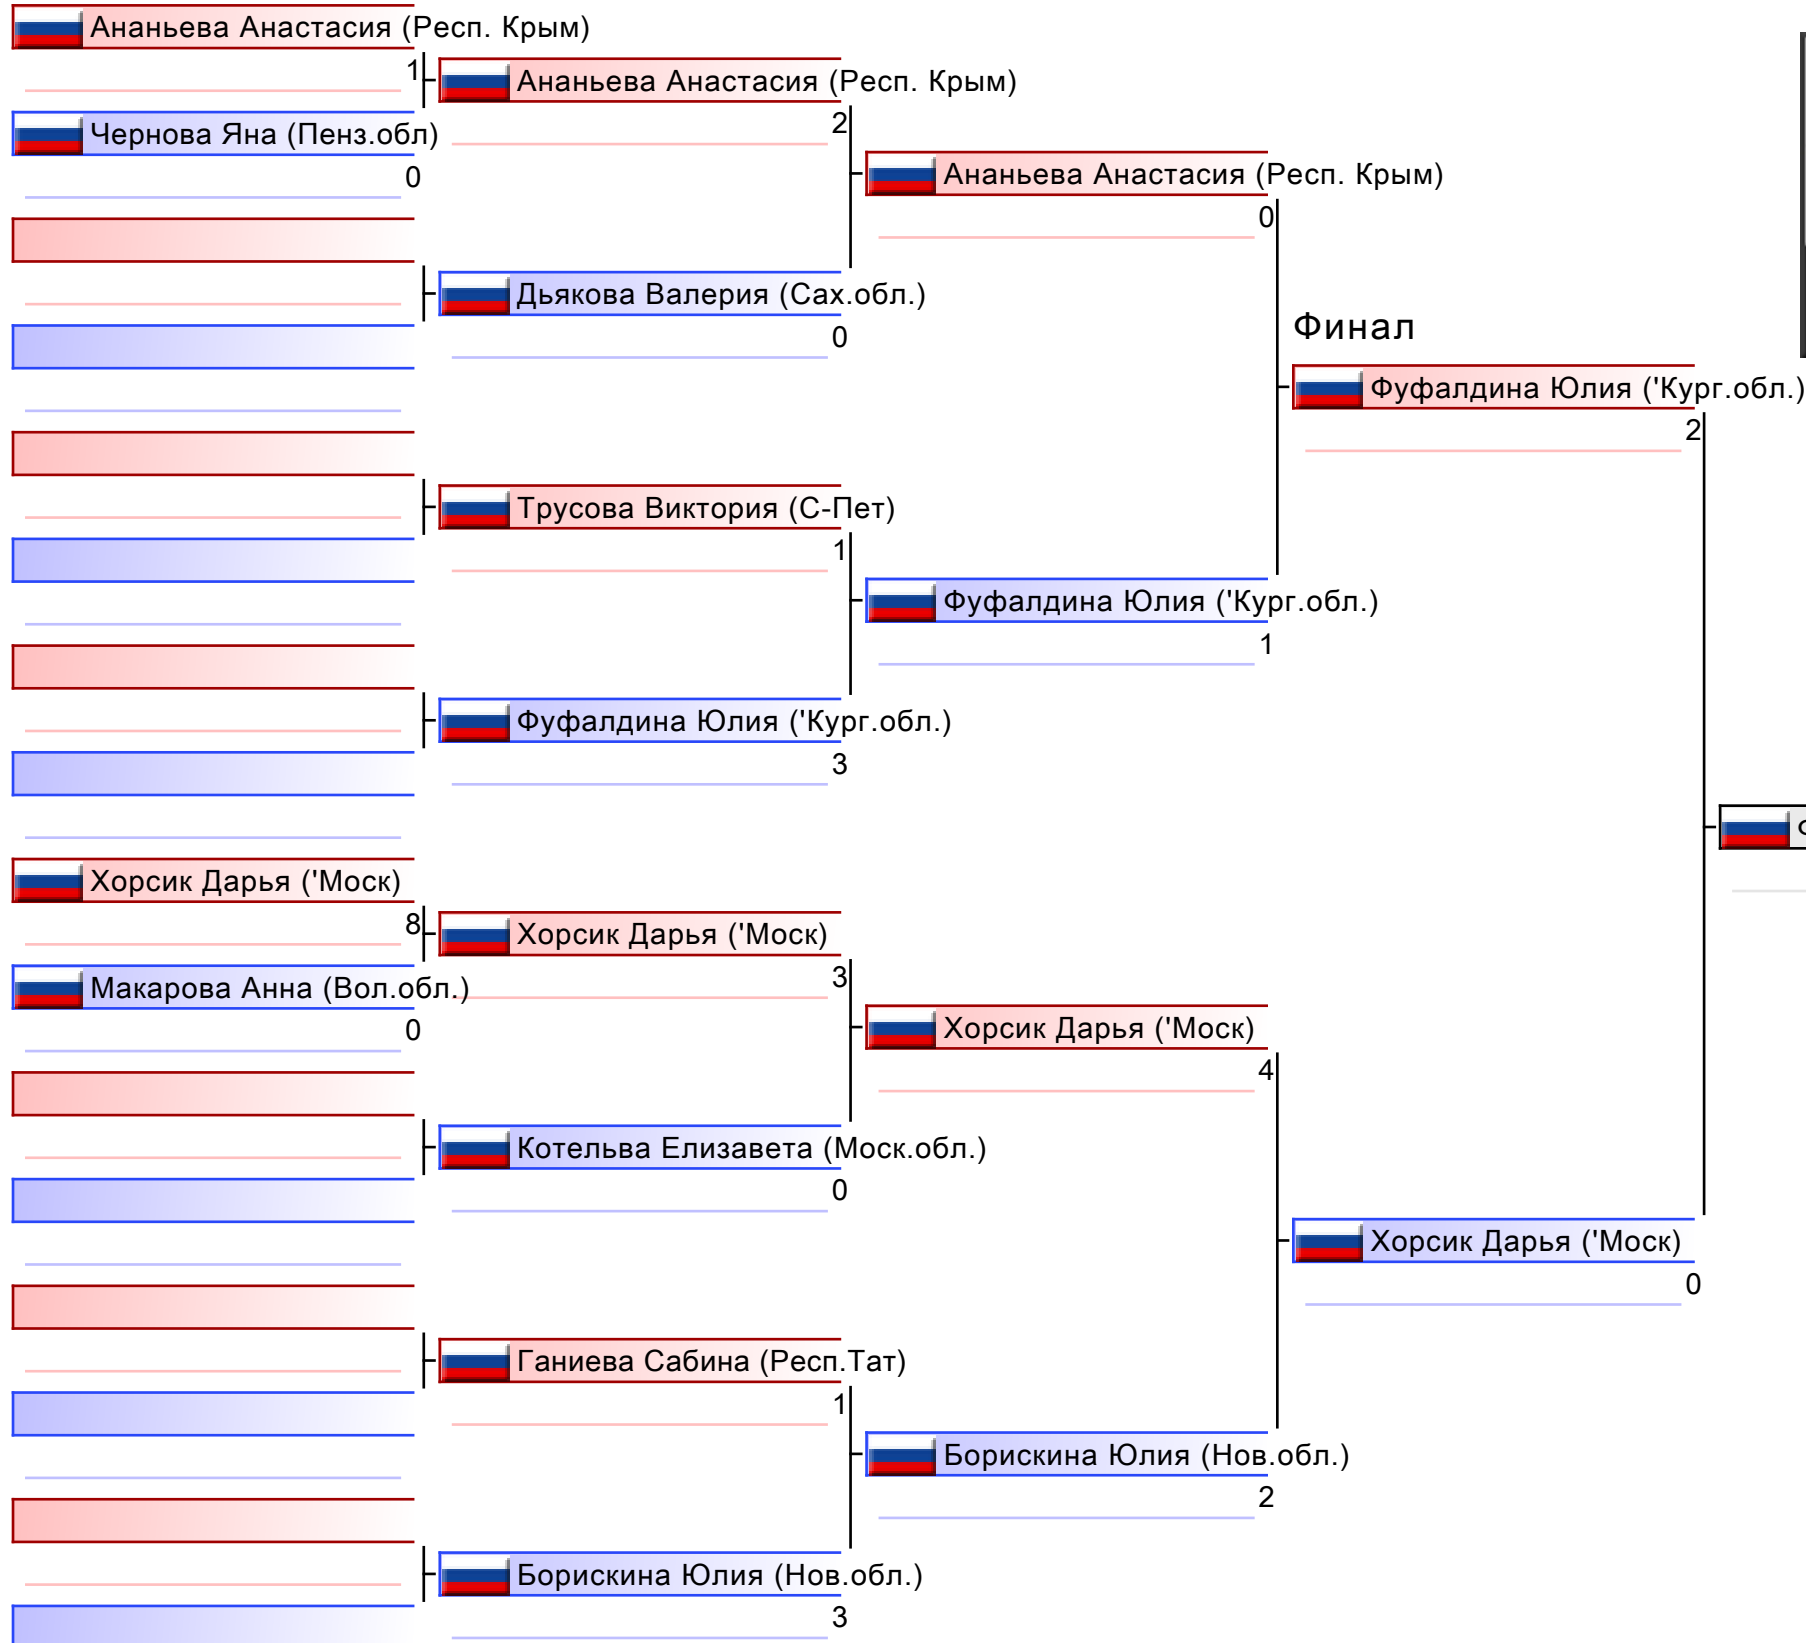 Ананьева Анастасия (Респ. Крым)
1
Чернова Яна (Пенз.обл)
0
Хорсик Дарья ('Моск)
8
Макарова Анна (Вол.обл.)
0
Ананьева Анастасия (Респ. Крым)
2
Дьякова Валерия (Сах.обл.)
0
Трусова Виктория (С-Пет)
1
Фуфалдина Юлия ('Кург.обл.)
3
Хорсик Дарья ('Моск)
3
Котельва Елизавета (Моск.обл.)
0
Ганиева Сабина (Респ.Тат)
1
Борискина Юлия (Нов.обл.)
3
Ананьева Анастасия (Респ. Крым)
0
Фуфалдина Юлия ('Кург.обл.)
1
Хорсик Дарья ('Моск)
4
Борискина Юлия (Нов.обл.)
2
Финал
Фуфалдина Юлия ('Кург.обл.)
2
Хорсик Дарья ('Моск)
0